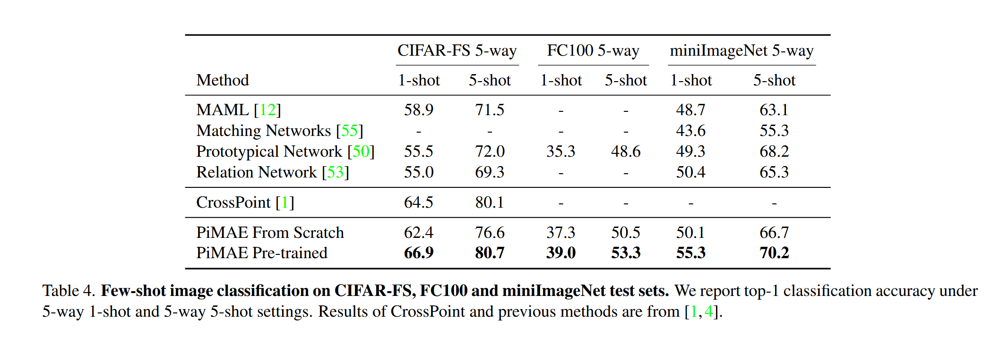 CIFAR-FS 5-way FC100 5-way miniImageNet 5-way
Method 1-shot 5-shot 1-shot 5-shot 1-shot 5-shot
MAML [12] 58.9 71.5 - - 48.7 63.1
Matching Networks [55] - - - - 43.6 55.3
Prototypical Network [50] 55.5 72.0 35.3 48.6 49.3 68.2
Relation Network [53] 55.0 69.3 - - 50.4 65.3
CrossPoint [1] 64.5 80.1 - - - -
PiMAE From Scratch 62.4 76.6 37.3 50.5 50.1 66.7
PiMAE Pre-trained 66.9 80.7 39.0 53.3 55.3 70.2
Table 4. Few-shot image classification on CIFAR-FS, FC100 and miniImageNet test sets. We report top-1 classification accuracy under
5-way 1-shot and 5-way 5-shot settings. Results of CrossPoint and previous methods are from [1, 4].